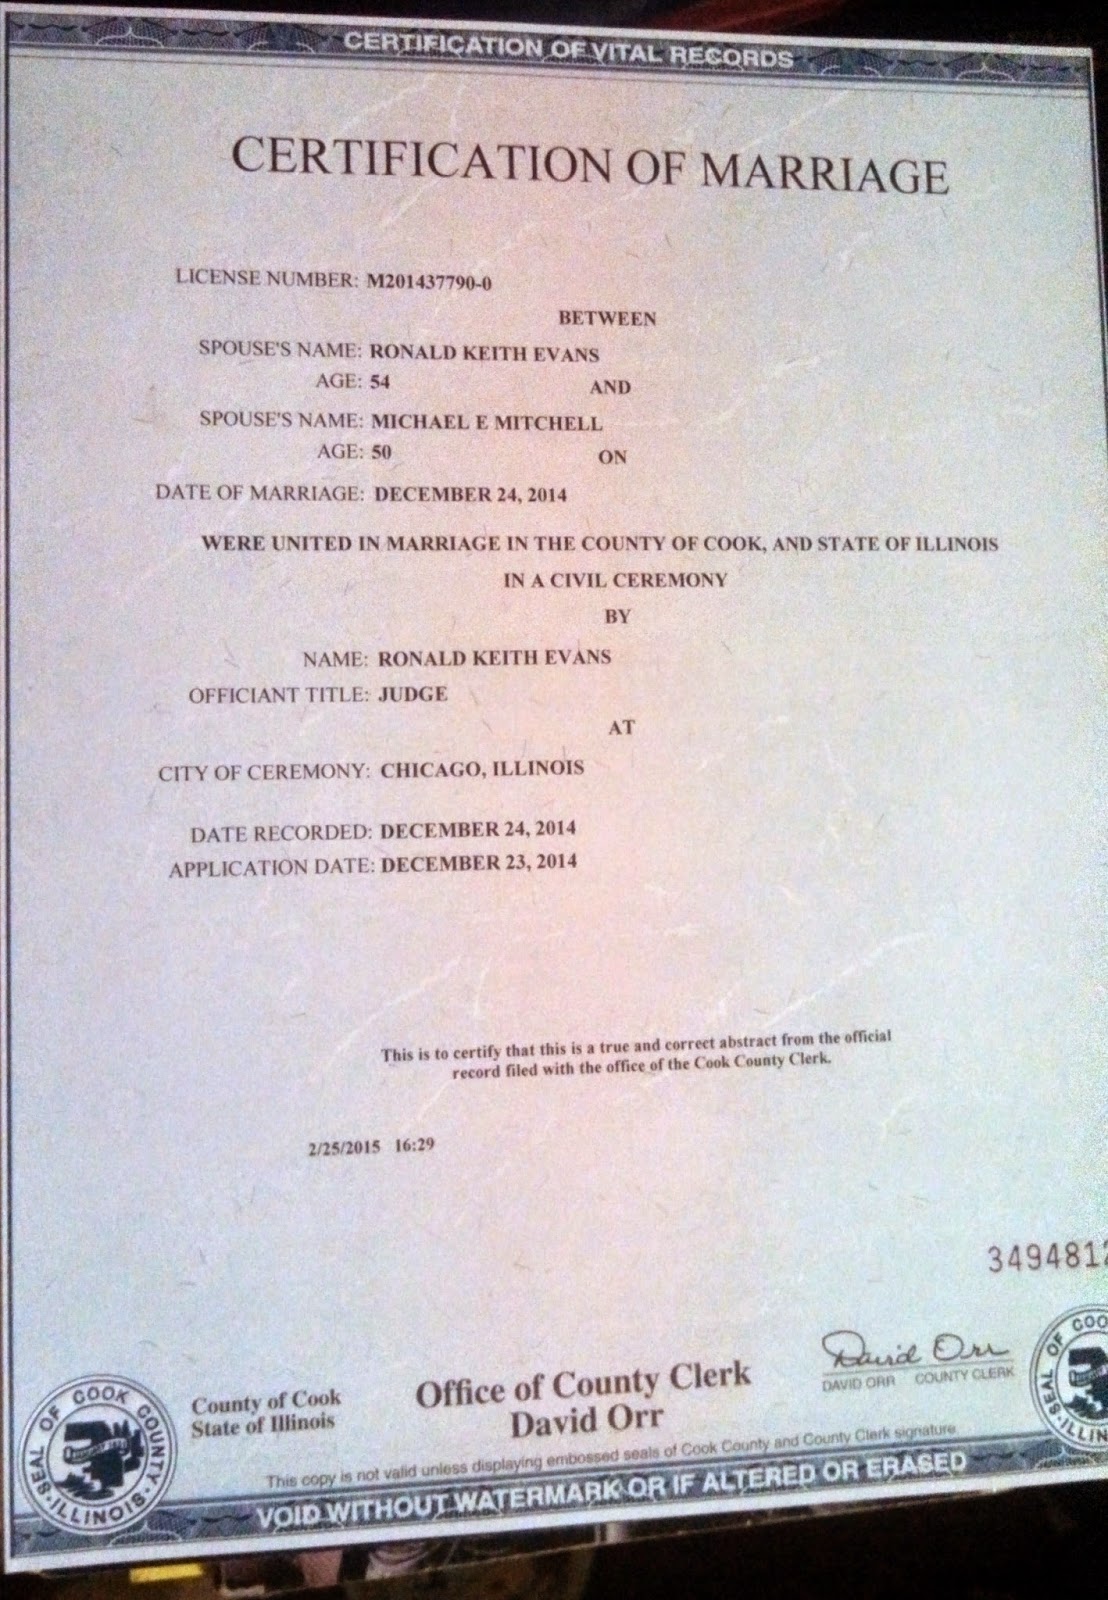 CERTIFICATION OF VITAL RECORDS
CERTIFICATION OF MARRIAGE
LICENSE NUMBER: M201437790-0
BETWEEN
SPOUSE'S NAME: RONALD KEITH EVANS
AGE: 54
AND
SPOUSE'S NAME: MICHAEL E MITCHELL
AGE: 50
ON
DATE OF MARRIAGE: DECEMBER 24, 2014
WERE UNITED IN MARRIAGE IN THE COUNTY OF COOK, AND STATE OF ILLINOIS
IN A CIVIL CEREMONY
BY
NAME: RONALD KEITH EVANS
OFFICIANT TITLE: JUDGE
AT
CITY OF CEREMONY: CHICAGO, ILLINOIS
DATE RECORDED: DECEMBER 24, 2014
APPLICATION DATE: DECEMBER 23, 2014
This is to certify that this is a true and correct abstract from the official
record filed with the office of the Cook County Clerk.
2/25/2015 16:29
3494812
David Orr
DAVID ORR COUNTY CLERK
SEAL OF COOK COUNTY
ILLINOIS
County of Cook
State of Illinois
Office of County Clerk
David Orr
SEAL OF COO
ILLIN
This copy is not valid unless displaying embossed seals of Cook County and County Clerk signature
VOID WITHOUT WATERMARK OR IF ALTERED OR ERASED